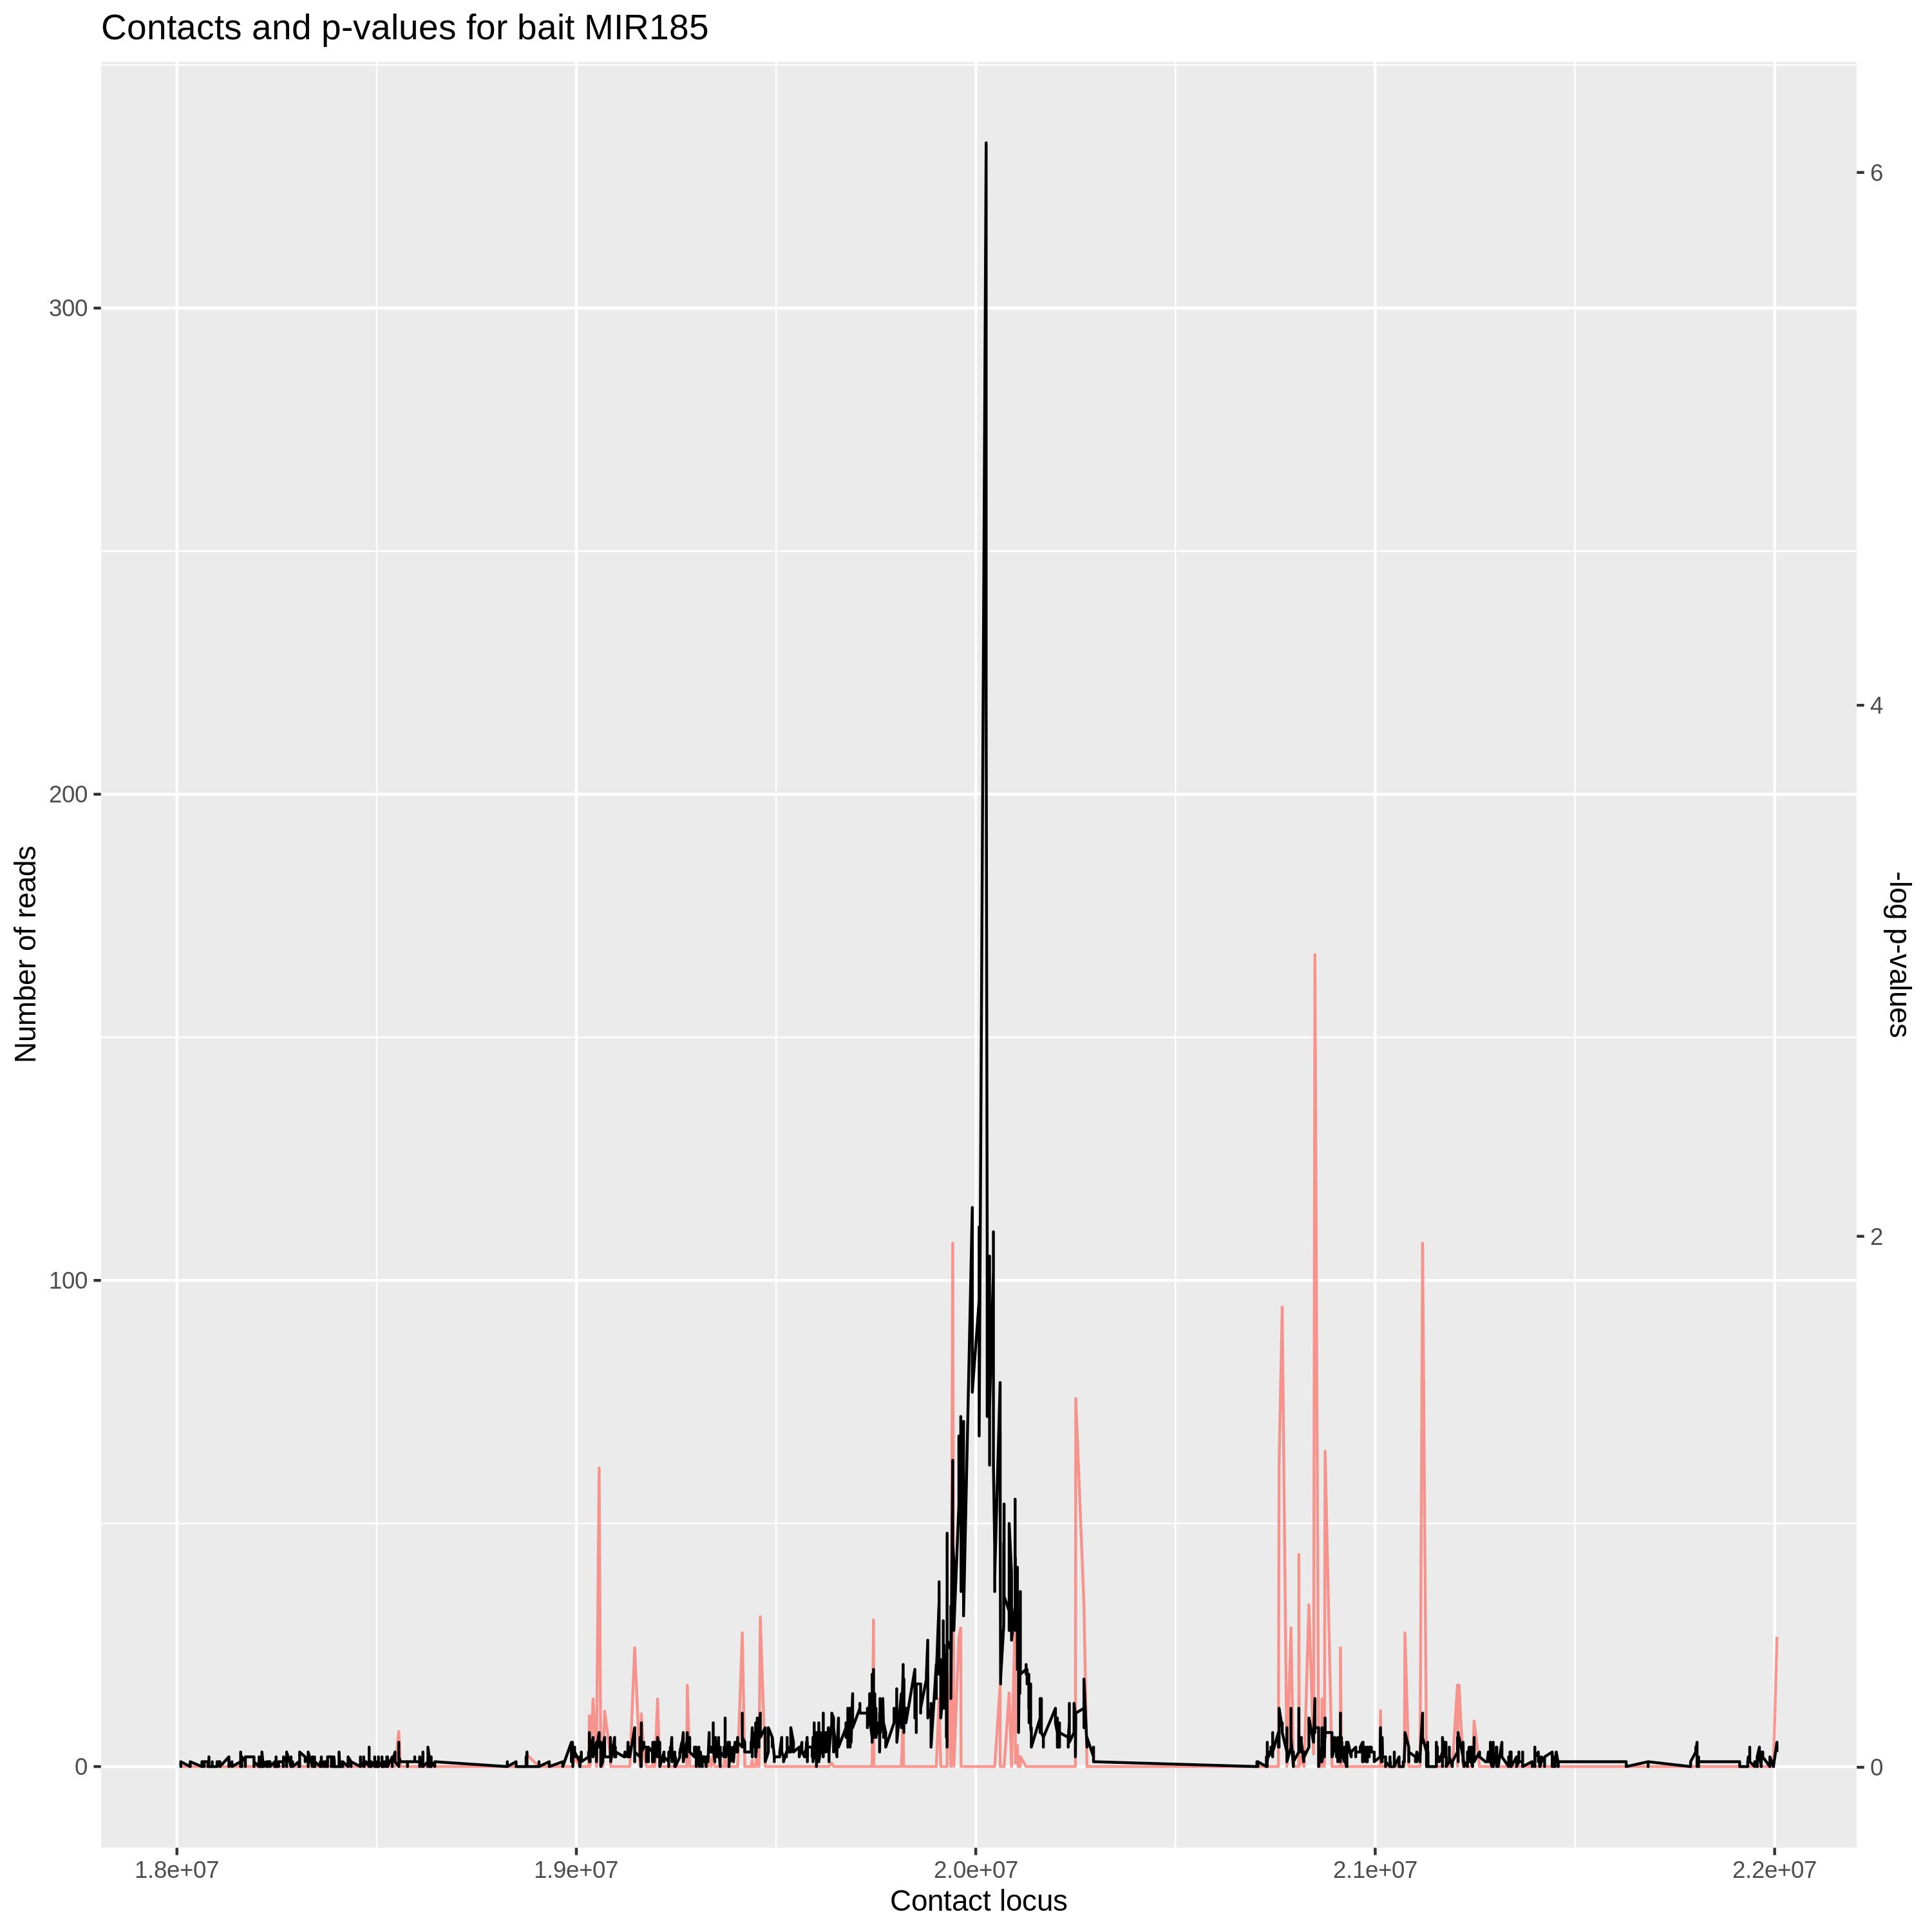 Contacts and p-values for bait MIR185
Number of reads
300
200
100
0
6
4
2
0
-log p-values
1.8e+07
1.9e+07
2.0e+07
2.1e+07
2.2e+07
Contact locus